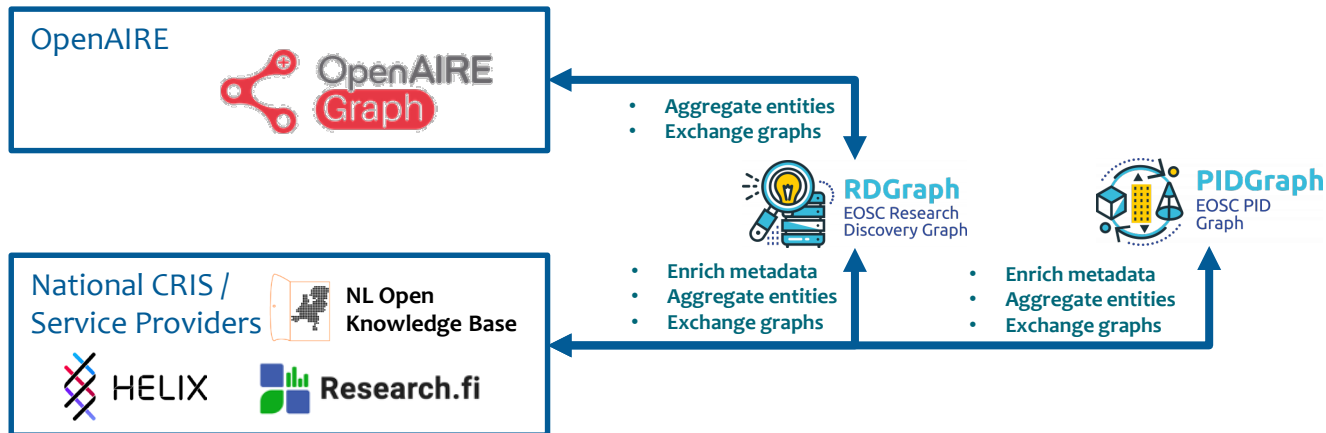 OpenAIRE
OpenAIRE
Graph
• Aggregate entities
• Exchange graphs
RDGraph
EOSC Research
Discovery Graph
PIDGraph
EOSC PID
Graph
National CRIS /
Service Providers
NL Open
Knowledge Base
HELIX
Research.fi
• Enrich metadata
• Aggregate entities
• Exchange graphs
• Enrich metadata
• Aggregate entities
• Exchange graphs